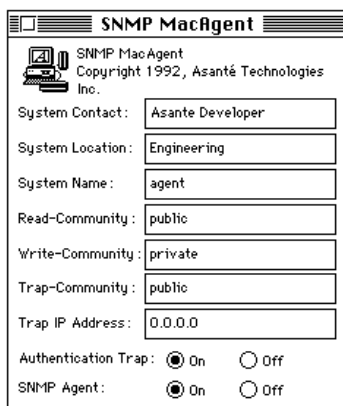 SNMP MacAgent
SNMP MacAgent
Copyright 1992, Asanté Technologies
Inc.
System Contact: Asante Developer
System Location: Engineering
System Name: agent
Read-Community: public
Write-Community: private
Trap-Community: public
Trap IP Address: 0.0.0.0
Authentication Trap: On Off
SNMP Agent: On Off